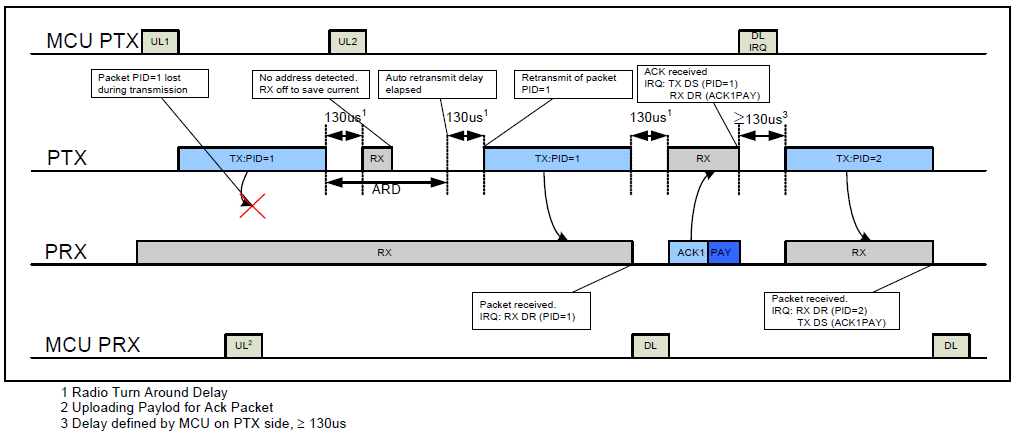 MCU PTX
UL1
UL2
DL
IRQ
Packet PID=1 lost
during transmission
No address detected.
RX off to save current
Auto retransmit delay
elapsed
Retransmit of packet
PID=1
ACK received
IRQ: TX DS (PID=1)
RX DR (ACK1PAY)
130us1
130us1
130us1
≥130us3
PTX
TX:PID=1
RX
TX:PID=1
RX
TX:PID=2
ARD
PRX
RX
ACK1
PAY
RX
Packet received.
IRQ: RX DR (PID=1)
Packet received.
IRQ: RX DR (PID=2)
TX DS (ACK1PAY)
MCU PRX
UL2
DL
DL
1 Radio Turn Around Delay
2 Uploading Paylod for Ack Packet
3 Delay defined by MCU on PTX side, ≥ 130us